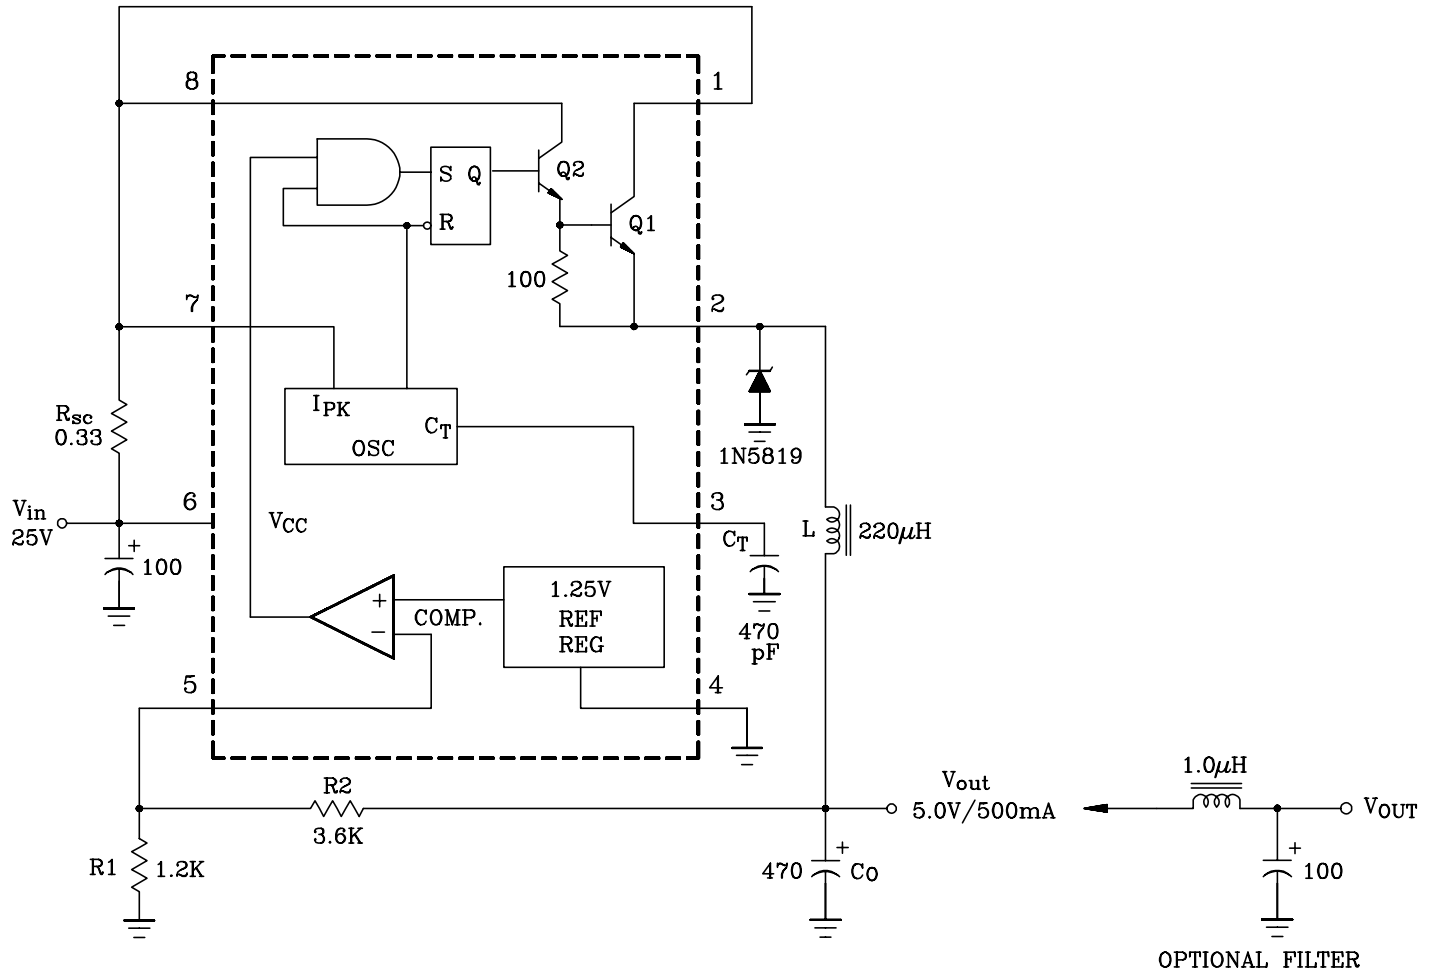 8
1
S Q
Q2
R
Q1
100
7
2
IPK
CT
OSC
Rsc
0.33
1N5819
6
3
Vin
25V
VCC
CT
L
220µH
+
100
1.25V
REF
REG
+
−
COMP.
470
pF
5
4
R2
3.6K
Vout
5.0V/500mA
1.0µH
VOUT
R1
1.2K
+
470
CO
+
100
OPTIONAL FILTER